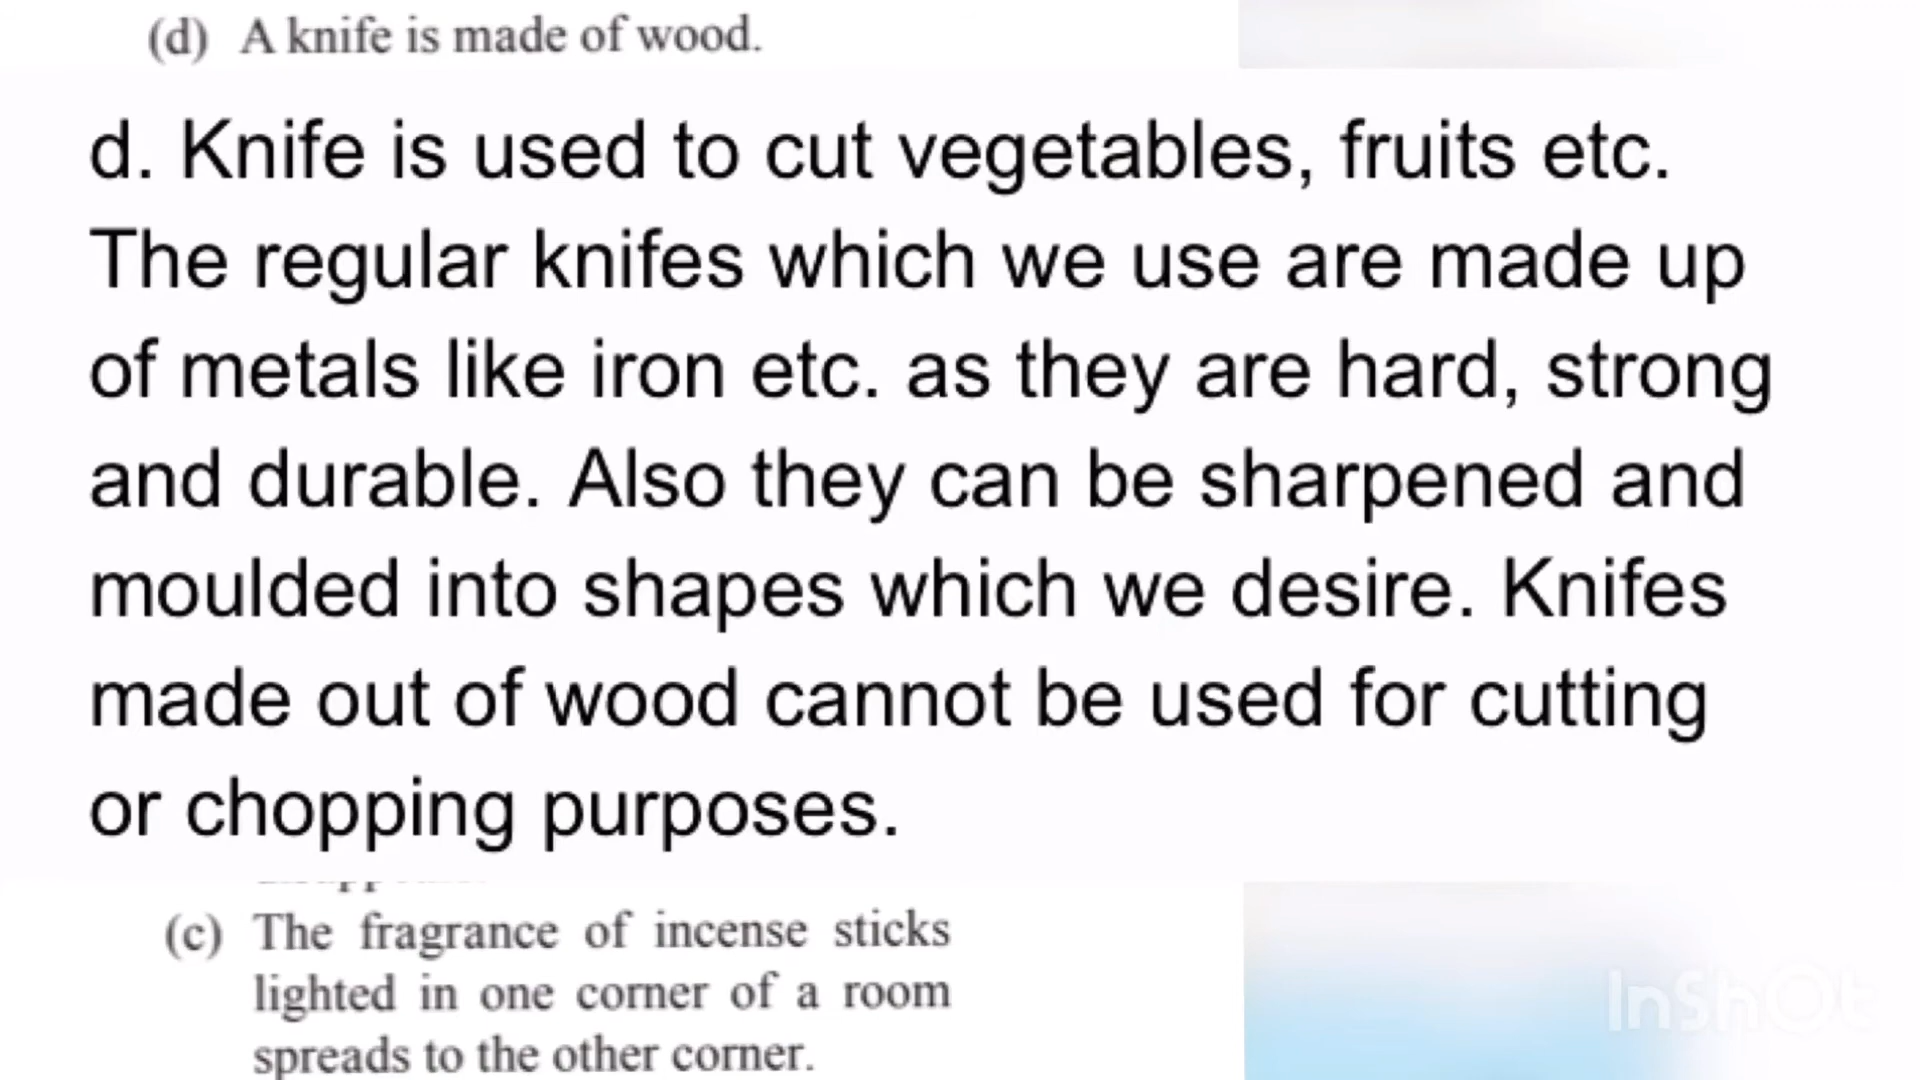 (d) A knife is made of wood.
d. Knife is used to cut vegetables, fruits etc.
The regular knifes which we use are made up
of metals like iron etc. as they are hard, strong
and durable. Also they can be sharpened and
moulded into shapes which we desire. Knifes
made out of wood cannot be used for cutting
or chopping purposes.
(c) The fragrance of incense sticks
lighted in one corner of a room
spreads to the other corner.
InShOt